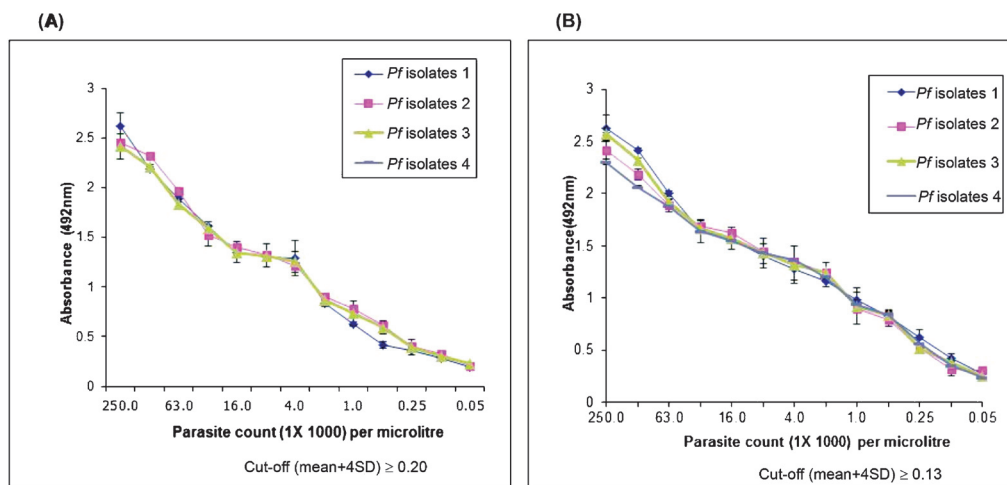 (A)
Pf isolates 1
Pf isolates 2
Pf isolates 3
Pf isolates 4
3
2.5
2
1.5
1
0.5
0
Absorbance (492nm)
250.0 63.0 16.0 4.0 1.0 0.25 0.05
Parasite count (1X 1000) per microlitre
Cut-off (mean+4SD) ≥ 0.20
(B)
Pf isolates 1
Pf isolates 2
Pf isolates 3
Pf isolates 4
3
2.5
2
1.5
1
0.5
0
Absorbance(492nm)
250.0 63.0 16.0 4.0 1.0 0.25 0.05
Parasite count (1X 1000) per microlitre
Cut-off (mean+4SD) ≥ 0.13